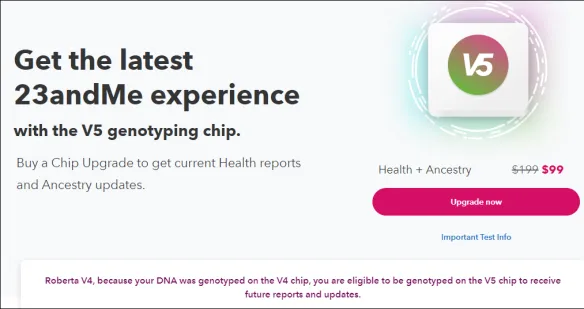 Get the latest
23andMe experience
with the V5 genotyping chip.
Buy a Chip Upgrade to get current Health reports
and Ancestry updates.
V5
Health + Ancestry $199 $99
Upgrade now
Important Test Info
Roberta V4, because your DNA was genotyped on the V4 chip, you are eligible to be genotyped on the V5 chip to receive
future reports and updates.